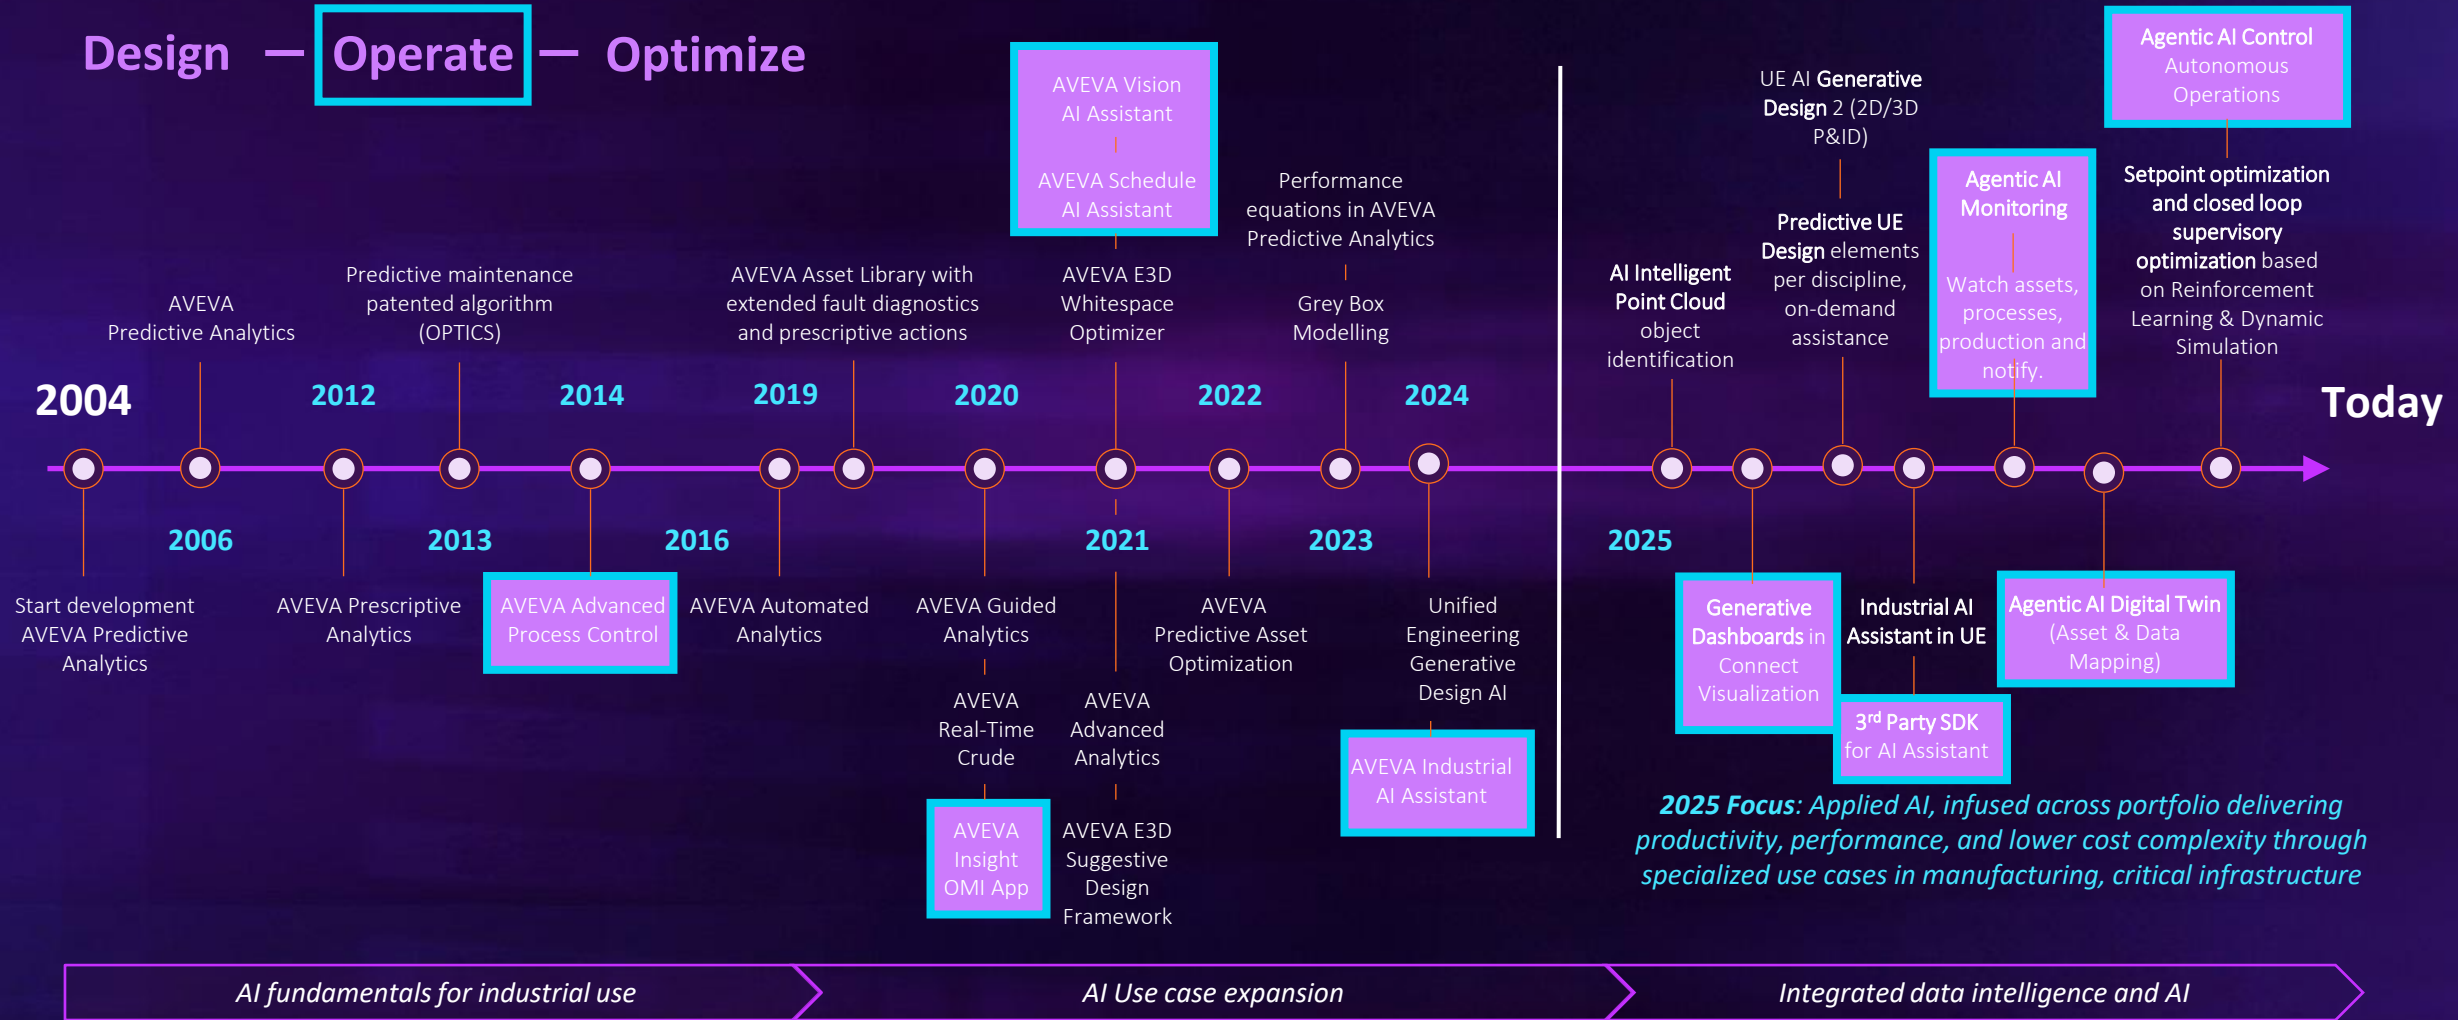 Design — Operate — Optimize
2004
Start development
AVEVA Predictive
Analytics
AVEVA
Predictive Analytics
2006
2012
AVEVA Prescriptive
Analytics
Predictive maintenance
patented algorithm
(OPTICS)
2013
2014
AVEVA Advanced
Process Control
2016
AVEVA Automated
Analytics
2019
AVEVA Asset Library with
extended fault diagnostics
and prescriptive actions
2020
AVEVA Guided
Analytics
AVEVA
Real-Time
Crude
AVEVA
Insight
OMI App
AVEVA Vision
AI Assistant
AVEVA Schedule
AI Assistant
AVEVA E3D
Whitespace
Optimizer
2021
AVEVA
Advanced
Analytics
AVEVA E3D
Suggestive
Design
Framework
2022
AVEVA
Predictive Asset
Optimization
Performance
equations in AVEVA
Predictive Analytics
Grey Box
Modelling
2023
2024
Unified
Engineering
Generative
Design AI
AVEVA Industrial
AI Assistant
AI Intelligent
Point Cloud
object
identification
2025
Generative
Dashboards in
Connect
Visualization
UE AI Generative
Design 2 (2D/3D
P&ID)
Predictive UE
Design elements
per discipline,
on-demand
assistance
Industrial AI
Assistant in UE
3rd Party SDK
for AI Assistant
Agentic AI
Monitoring
Watch assets,
processes,
production and
notify.
Agentic AI Digital Twin
(Asset & Data
Mapping)
Agentic AI Control
Autonomous
Operations
Setpoint optimization
and closed loop
supervisory
optimization based
on Reinforcement
Learning & Dynamic
Simulation
Today
2025 Focus: Applied AI, infused across portfolio delivering
productivity, performance, and lower cost complexity through
specialized use cases in manufacturing, critical infrastructure
AI fundamentals for industrial use
AI Use case expansion
Integrated data intelligence and AI